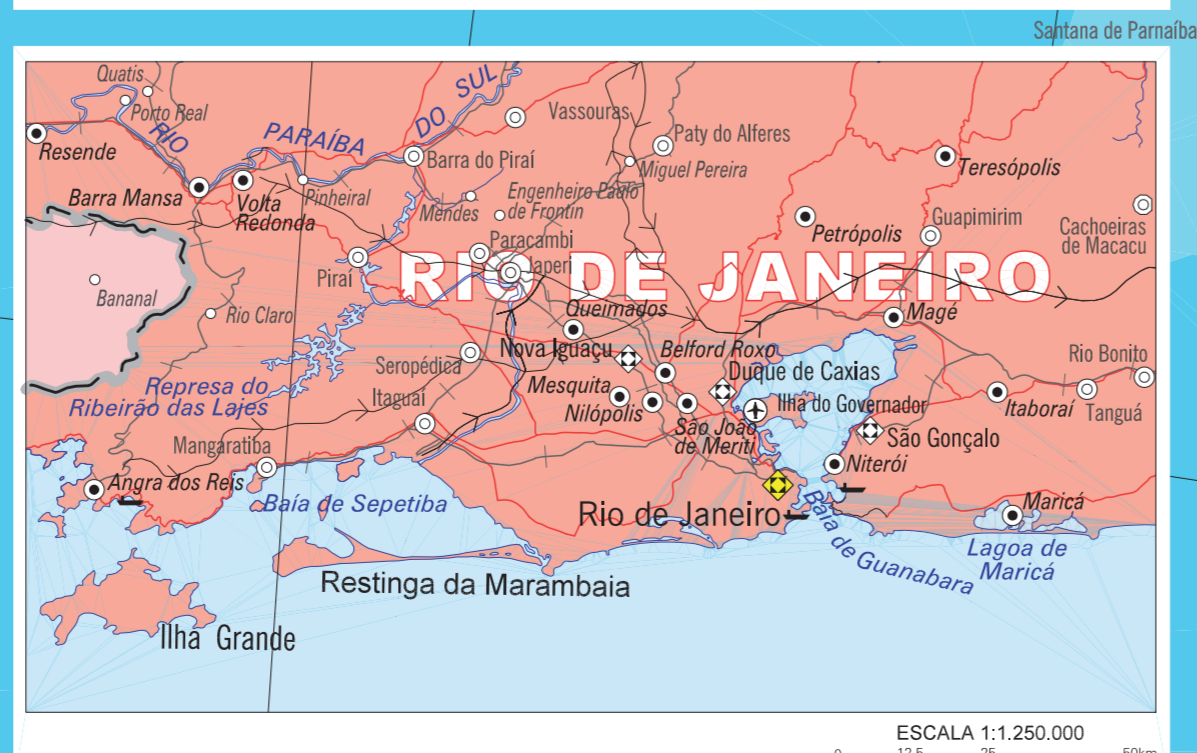 Santana de Parnaíba
Quatis
Porto Real
Resende
RIO
PARAÍBA
DO SUL
Vassouras
Paty do Alferes
Miguel Pereira
Teresópolis
Barra do Piraí
Barra Mansa
Volta
Redonda
Pinheiral
Mendes
Engenheiro Paulo
de Frontin
Petrópolis
Guapimirim
Cachoeiras
de Macacu
Paracambi
Japeri
Piraí
RIO DE JANEIRO
Bananal
Rio Claro
Queimados
Magé
Nova Iguaçu
Belford Roxo
Seropédica
Duque de Caxias
Rio Bonito
Represa do
Ribeirão das Lajes
Mesquita
Nilópolis
Ilha do Governador
Itaboraí
Tanguá
Itaguaí
São João
de Meriti
São Gonçalo
Mangaratiba
Niterói
Angra dos Reis
Baía de Sepetiba
Rio de Janeiro
Baía de Guanabara
Maricá
Lagoa de
Maricá
Restinga da Marambaia
Ilha Grande
ESCALA 1:1.250.000
0 12,5 25 50km